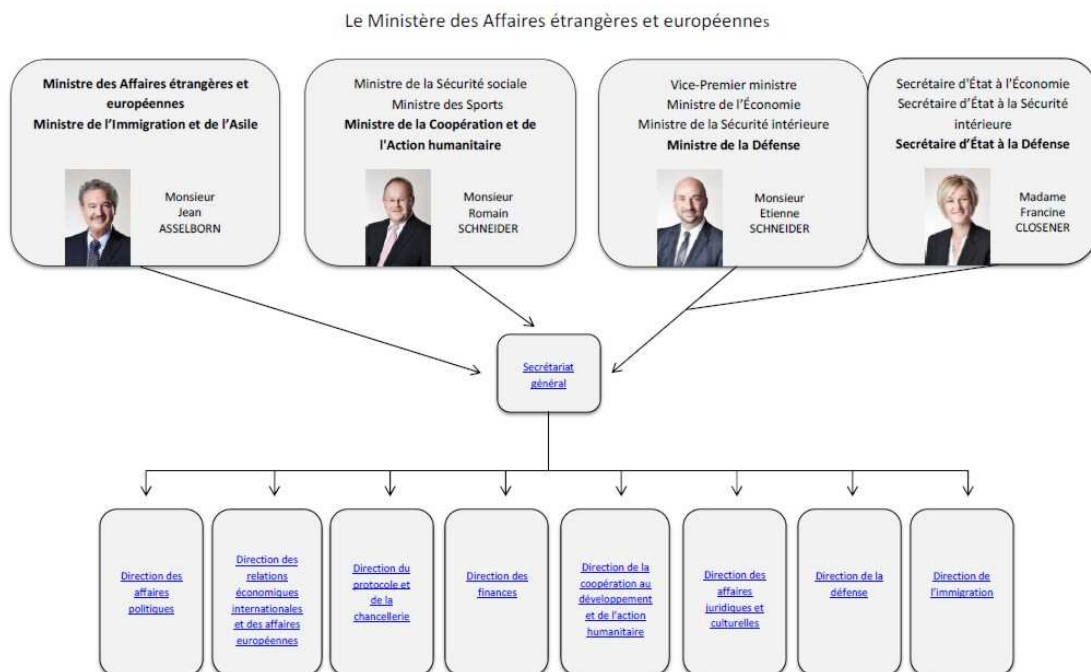 Le Ministère des Affaires étrangères et européennes
Ministre des Affaires étrangères et
européennes
Ministre de l'Immigration et de l'Asile
Monsieur
Jean
ASSELBORN
Ministre de la Sécurité sociale
Ministre des Sports
Ministre de la Coopération et de
l'Action humanitaire
Monsieur
Romain
SCHNEIDER
Vice-Premier ministre
Ministre de l'Économie
Ministre de la Sécurité intérieure
Ministre de la Défense
Monsieur
Etienne
SCHNEIDER
Secrétaire d'État à l'Économie
Secrétaire d'État à la Sécurité
intérieure
Secrétaire d'État à la Défense
Madame
Francine
CLOSENER
Secrétariat
général
Direction des
affaires
politiques
Direction des
relations
économiques
internationales
et des affaires
européennes
Direction du
protocole et
de la
chancellerie
Direction des
finances
Direction de la
coopération au
développement
et de l'action
humanitaire
Direction des
affaires
juridiques et
culturelles
Direction de la
défense
Direction de
l'immigration